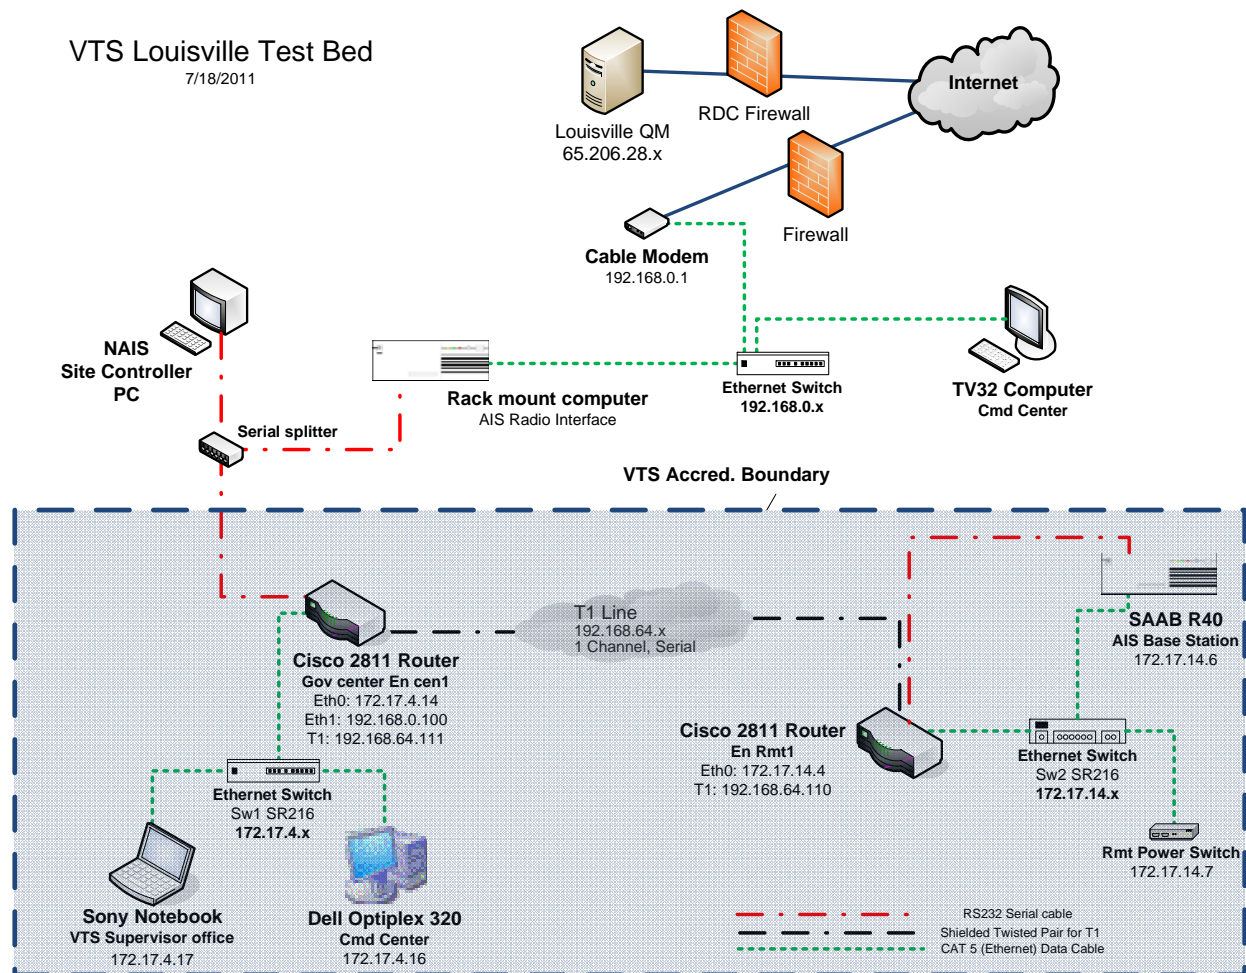 VTS Louisville Test Bed
7/18/2011
Internet
RDC Firewall
Louisville QM
65.206.28.x
Firewall
Cable Modem
192.168.0.1
NAIS
Site Controller
PC
Rack mount computer
AIS Radio Interface
Ethernet Switch
192.168.0.x
TV32 Computer
Cmd Center
Serial splitter
VTS Accred. Boundary
T1 Line
192.168.64.x
1 Channel, Serial
SAAB R40
AIS Base Station
172.17.14.6
Cisco 2811 Router
Gov center En cen1
Eth0: 172.17.4.14
Eth1: 192.168.0.100
T1: 192.168.64.111
Cisco 2811 Router
En Rmt1
Eth0: 172.17.14.4
T1: 192.168.64.110
Ethernet Switch
Sw2 SR216
172.17.14.x
Ethernet Switch
Sw1 SR216
172.17.4.x
Rmt Power Switch
172.17.14.7
Sony Notebook
VTS Supervisor office
172.17.4.17
Dell Optiplex 320
Cmd Center
172.17.4.16
RS232 Serial cable
Shielded Twisted Pair for T1
CAT 5 (Ethernet) Data Cable